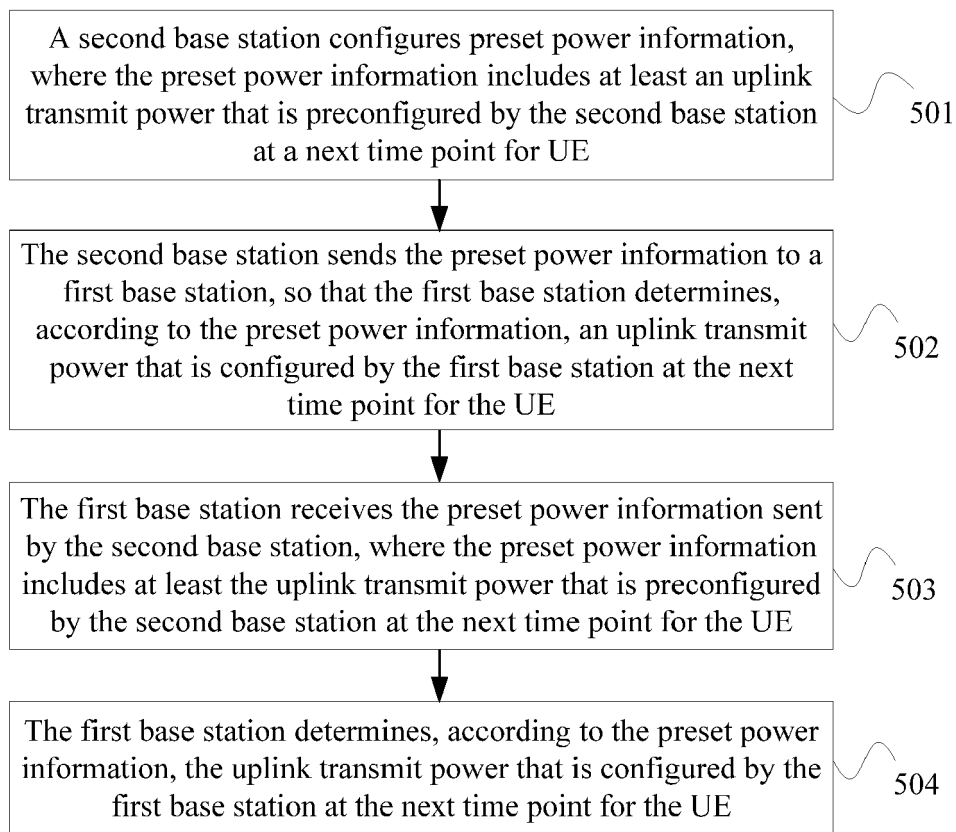 A second base station configures preset power information,
where the preset power information includes at least an uplink
transmit power that is preconfigured by the second base station
at a next time point for UE
501
The second base station sends the preset power information to a
first base station, so that the first base station determines,
according to the preset power information, an uplink transmit
power that is configured by the first base station at the next
time point for the UE
502
The first base station receives the preset power information sent
by the second base station, where the preset power information
includes at least the uplink transmit power that is preconfigured
by the second base station at the next time point for the UE
503
The first base station determines, according to the preset power
information, the uplink transmit power that is configured by the
first base station at the next time point for the UE
504